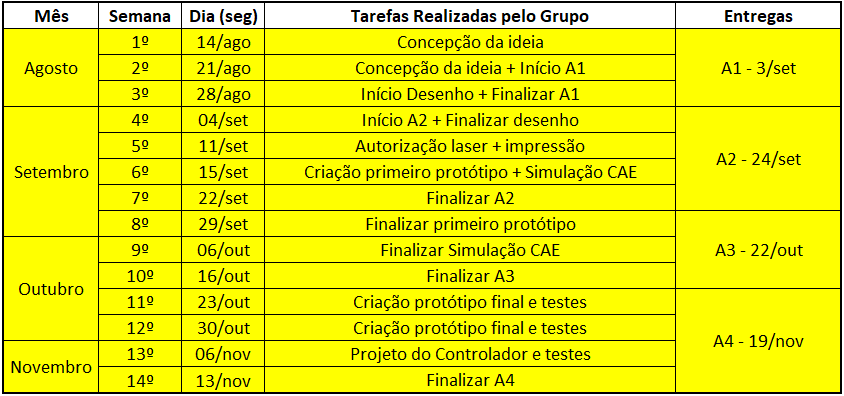 Mês Semana Dia (seg) Tarefas Realizadas pelo Grupo Entregas
Agosto 1º 14/ago Concepção da ideia A1 - 3/set
2º 21/ago Concepção da ideia + Início A1
3º 28/ago Início Desenho + Finalizar A1
Setembro 4º 04/set Início A2 + Finalizar desenho A2 - 24/set
5º 11/set Autorização laser + impressão
6º 15/set Criação primeiro protótipo + Simulação CAE
7º 22/set Finalizar A2
8º 29/set Finalizar primeiro protótipo A3 - 22/out
Outubro 9º 06/out Finalizar Simulação CAE
10º 16/out Finalizar A3
11º 23/out Criação protótipo final e testes A4 - 19/nov
12º 30/out Criação protótipo final e testes
Novembro 13º 06/nov Projeto do Controlador e testes
14º 13/nov Finalizar A4